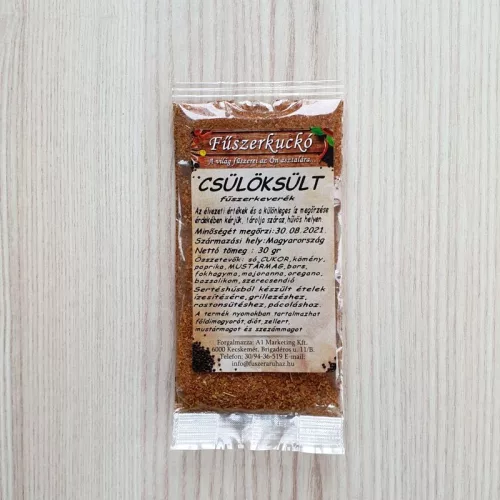 Fűszerkuckó
A világ fűszerei az Ön asztalára
CSÜLÖKSÜLT
fűszerkeverék
Az élvezeti értékek és a különleges íz megőrzése
érdekében kérjük, tárolja száraz, hűvös helyen.
Minőségét megőrzi:30.08.2021.
Származási hely:Magyarország
Nettó tömeg : 30 gr
Összetevők: só,CUKOR,kömény,
paprika,MUSTÁRMAG,bors,
fokhagyma,majoranna,oregano,
bazsalikom,szerecsendió
Sertéshúsból készült ételek
ízesítésére,grillezéshez,
rostonsütéshez,pácoláshoz.
A termék nyomokban tartalmazhat
földimogyorót,diót,zellert,
mustármagot és szezámmagot
Forgalmazza: A1 Marketing Kft.
6000 Kecskemét, Brigadéros u. 11/B.
Telefon: 30/94-36-519 E-mail:
info@fuszeraruhaz.hu